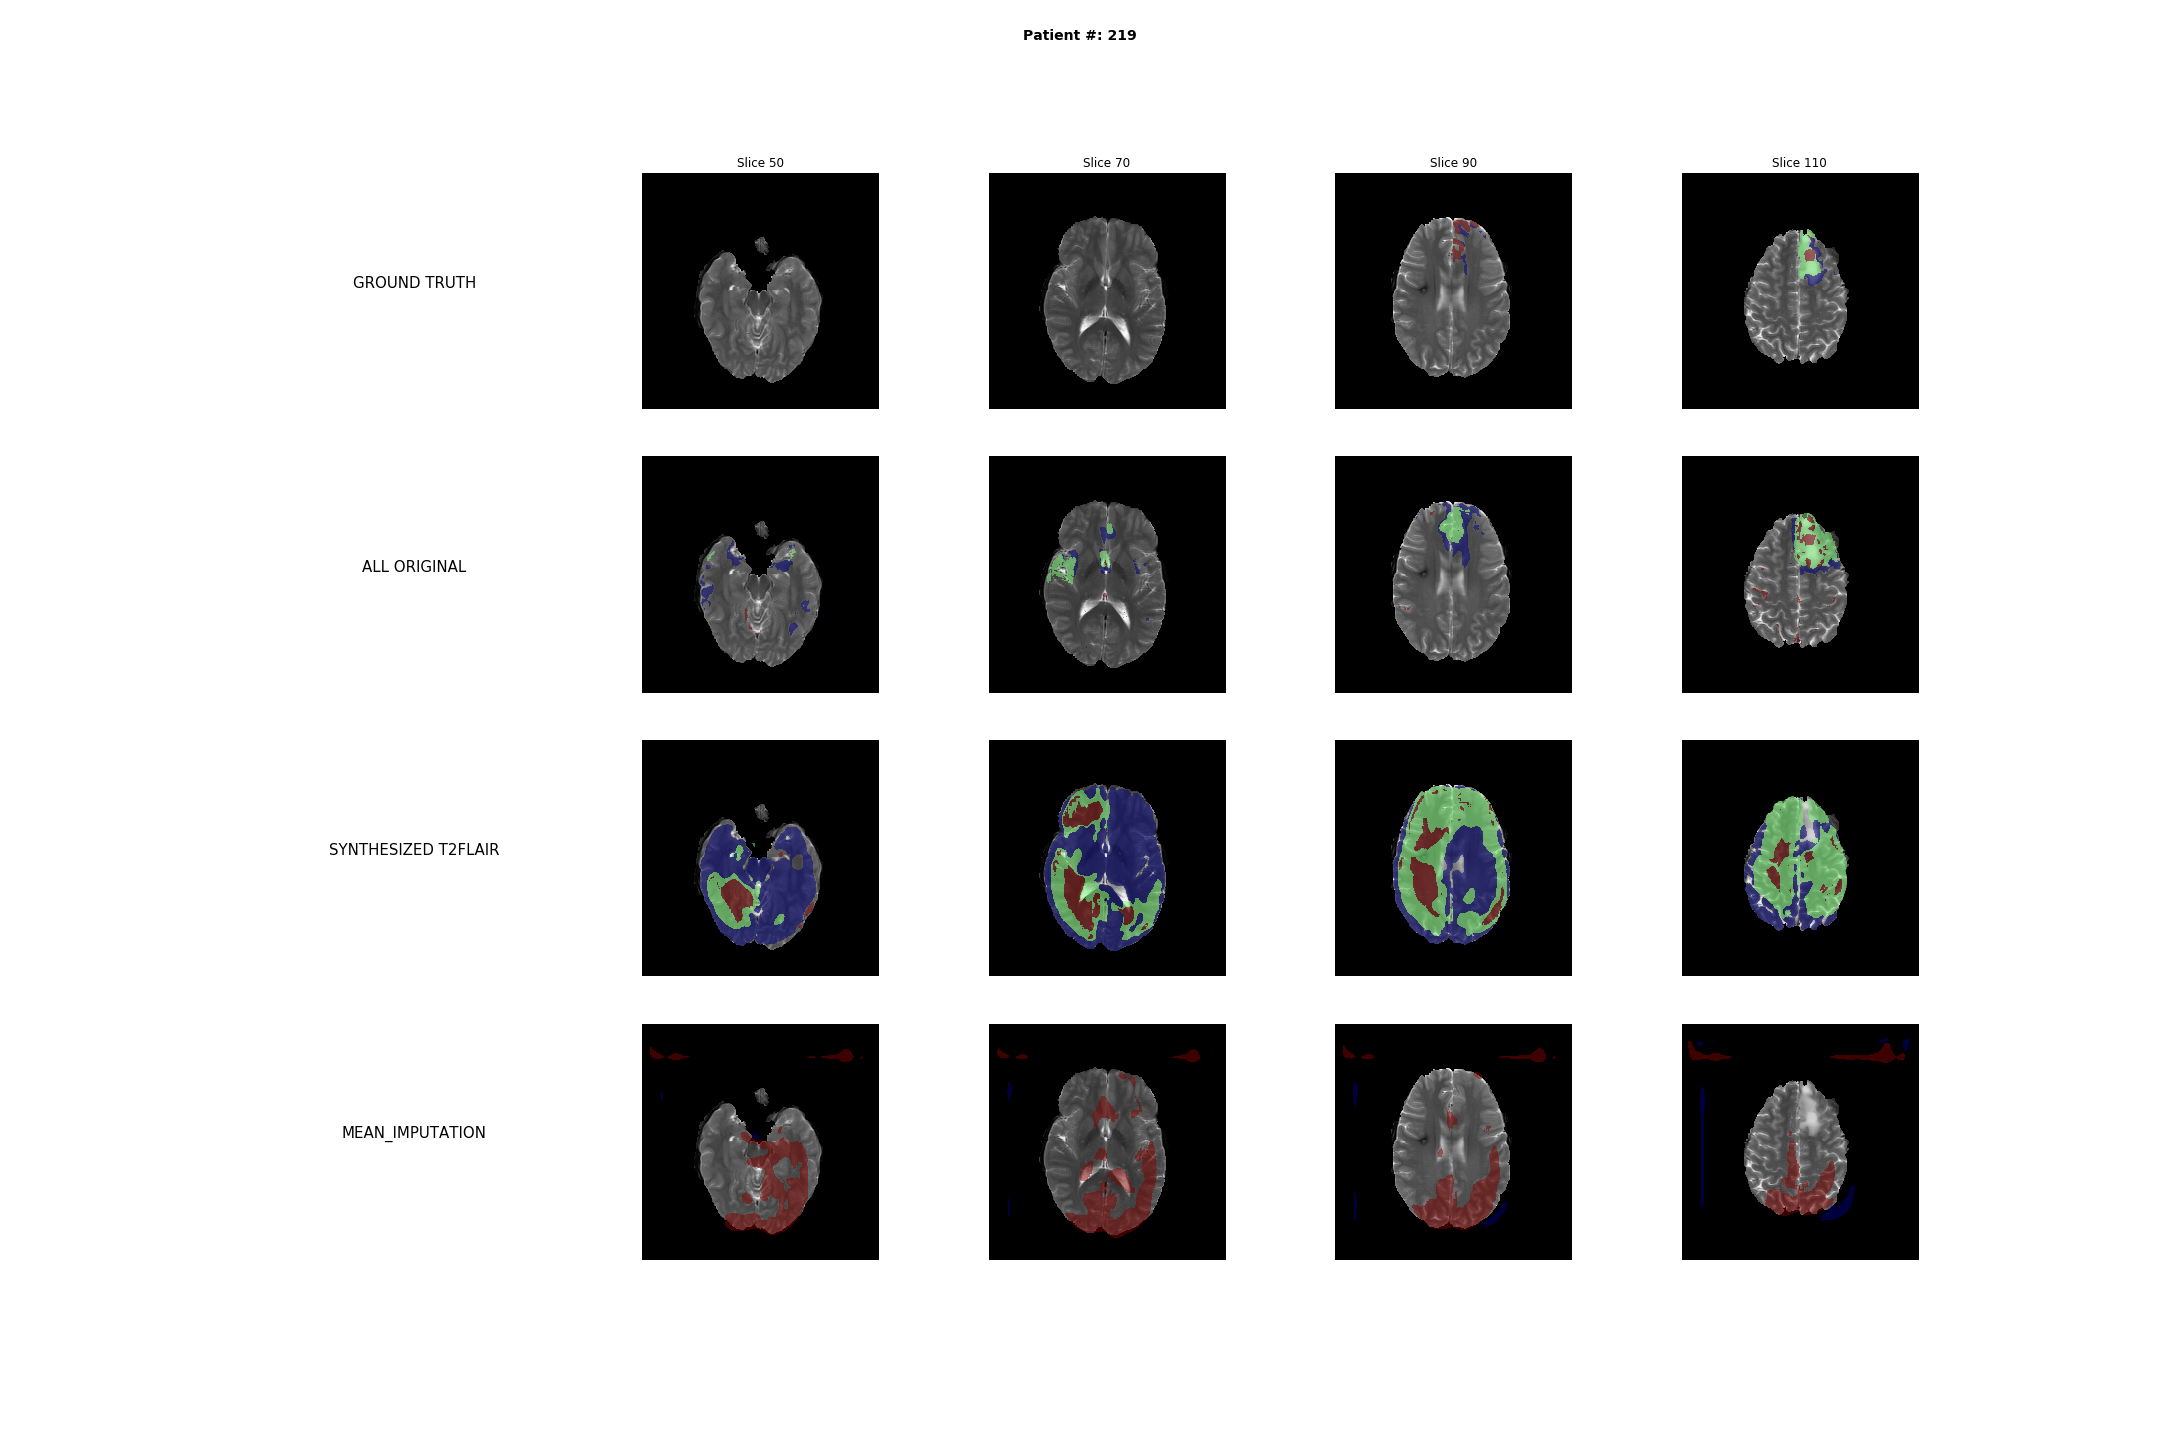 Patient #: 219
Slice 50
Slice 70
Slice 90
Slice 110
GROUND TRUTH
ALL ORIGINAL
SYNTHESIZED T2FLAIR
MEAN_IMPUTATION